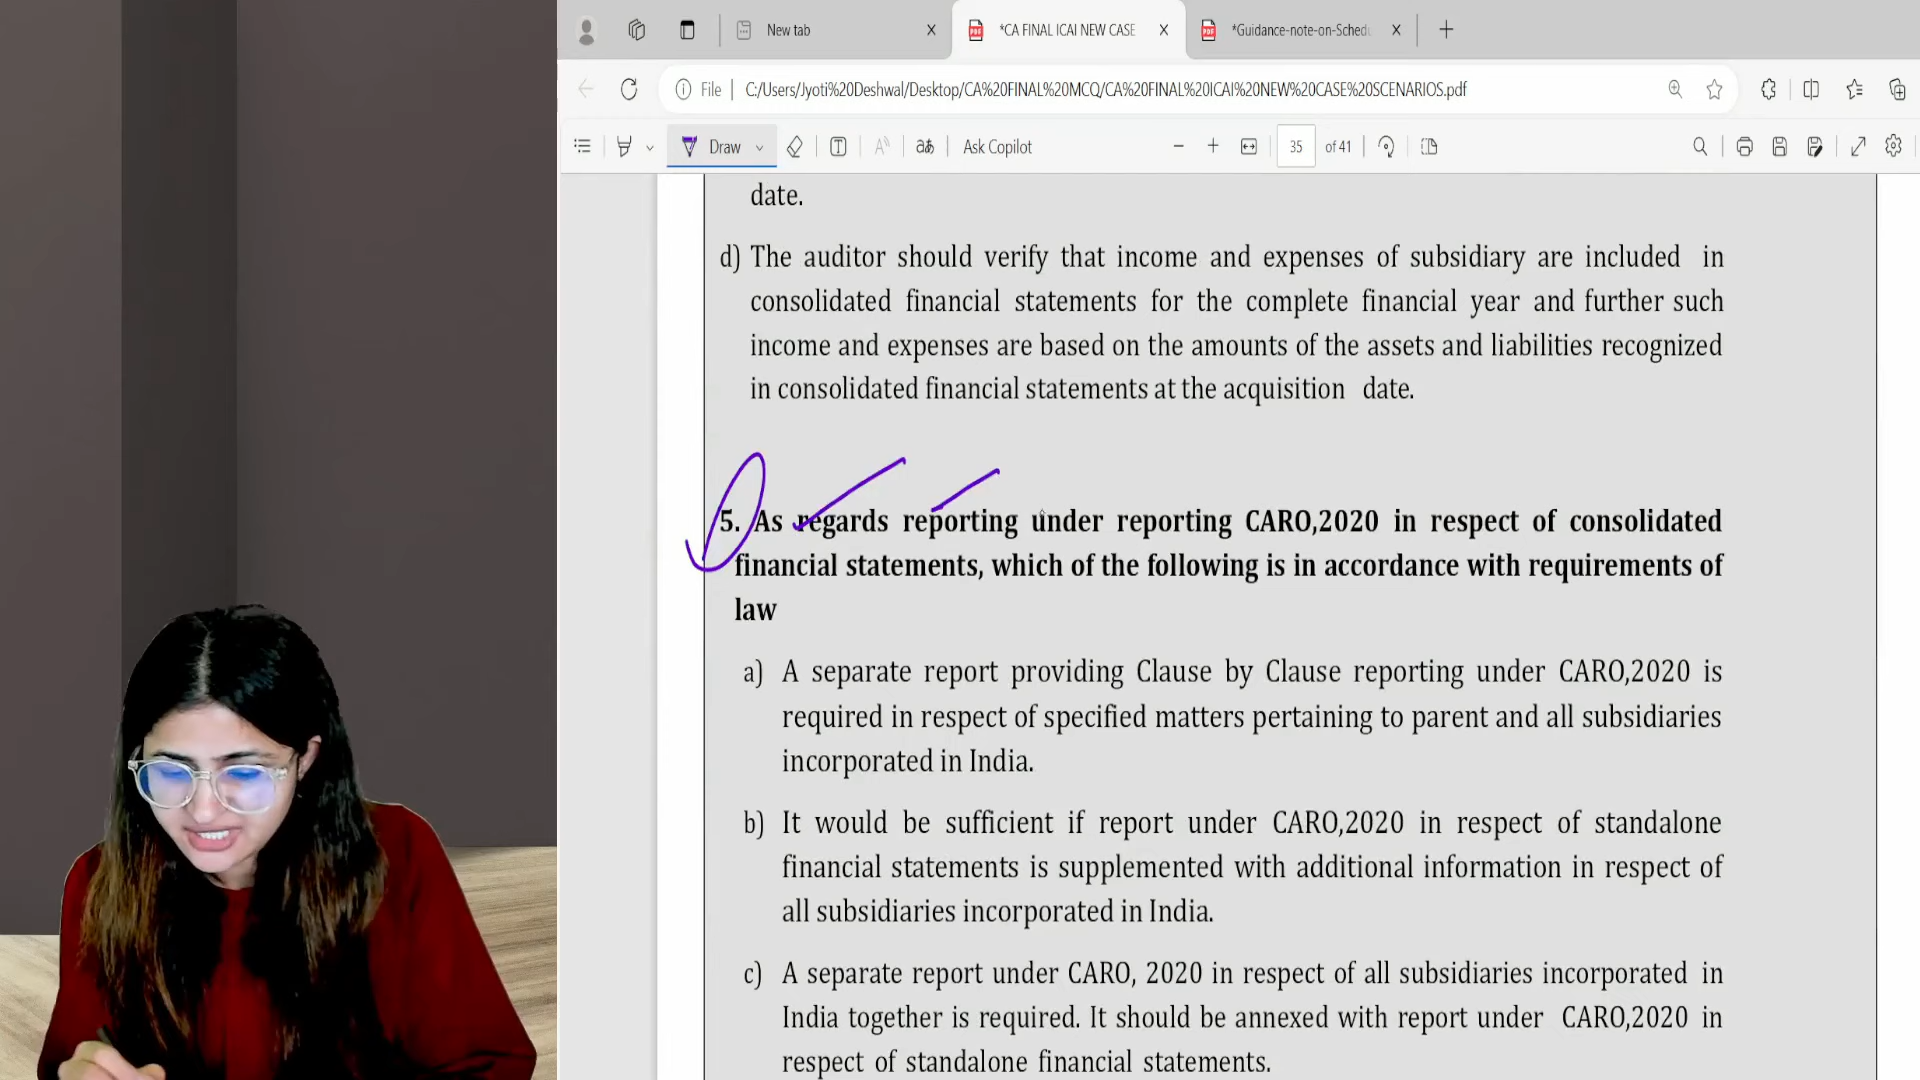 New tab
*CA FINAL ICAI NEW CASE
*Guidance-note-on-Schedu
File
C:/Users/Jyoti%20Deshwal/Desktop/CA%20FINAL%20MCQ/CA%20FINAL%20ICAI%20NEW%20CASE%20SCENARIOS.pdf
Draw
Ask Copilot
35 of 41
date.
d) The auditor should verify that income and expenses of subsidiary are included in
consolidated financial statements for the complete financial year and further such
income and expenses are based on the amounts of the assets and liabilities recognized
in consolidated financial statements at the acquisition date.
5. As regards reporting under reporting CARO,2020 in respect of consolidated
financial statements, which of the following is in accordance with requirements of
law
a) A separate report providing Clause by Clause reporting under CARO,2020 is
required in respect of specified matters pertaining to parent and all subsidiaries
incorporated in India.
b) It would be sufficient if report under CARO,2020 in respect of standalone
financial statements is supplemented with additional information in respect of
all subsidiaries incorporated in India.
c) A separate report under CARO, 2020 in respect of all subsidiaries incorporated in
India together is required. It should be annexed with report under CARO,2020 in
respect of standalone financial statements.